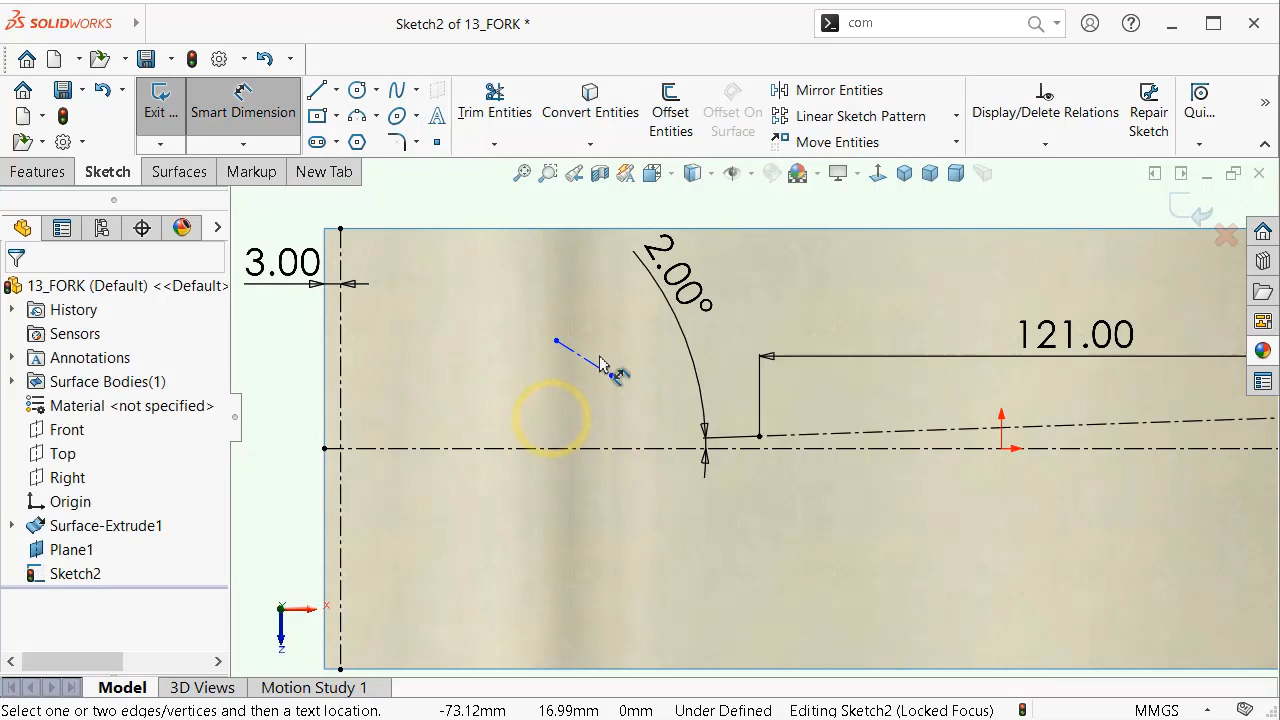 SOLIDWORKS
Sketch2 of 13_FORK *
com
Exit ...
Smart Dimension
Trim Entities
Convert Entities
Offset Entities
Offset On Surface
Mirror Entities
Linear Sketch Pattern
Move Entities
Display/Delete Relations
Repair Sketch
Qui...
Features
Sketch
Surfaces
Markup
New Tab
13_FORK (Default) <<Default>
History
Sensors
Annotations
Surface Bodies(1)
Material <not specified>
Front
Top
Right
Origin
Surface-Extrude1
Plane1
Sketch2
3.00
2.00°
121.00
X
Z
Model
3D Views
Motion Study 1
Select one or two edges/vertices and then a text location.
-73.12mm
16.99mm
0mm
Under Defined
Editing Sketch2 (Locked Focus)
MMGS